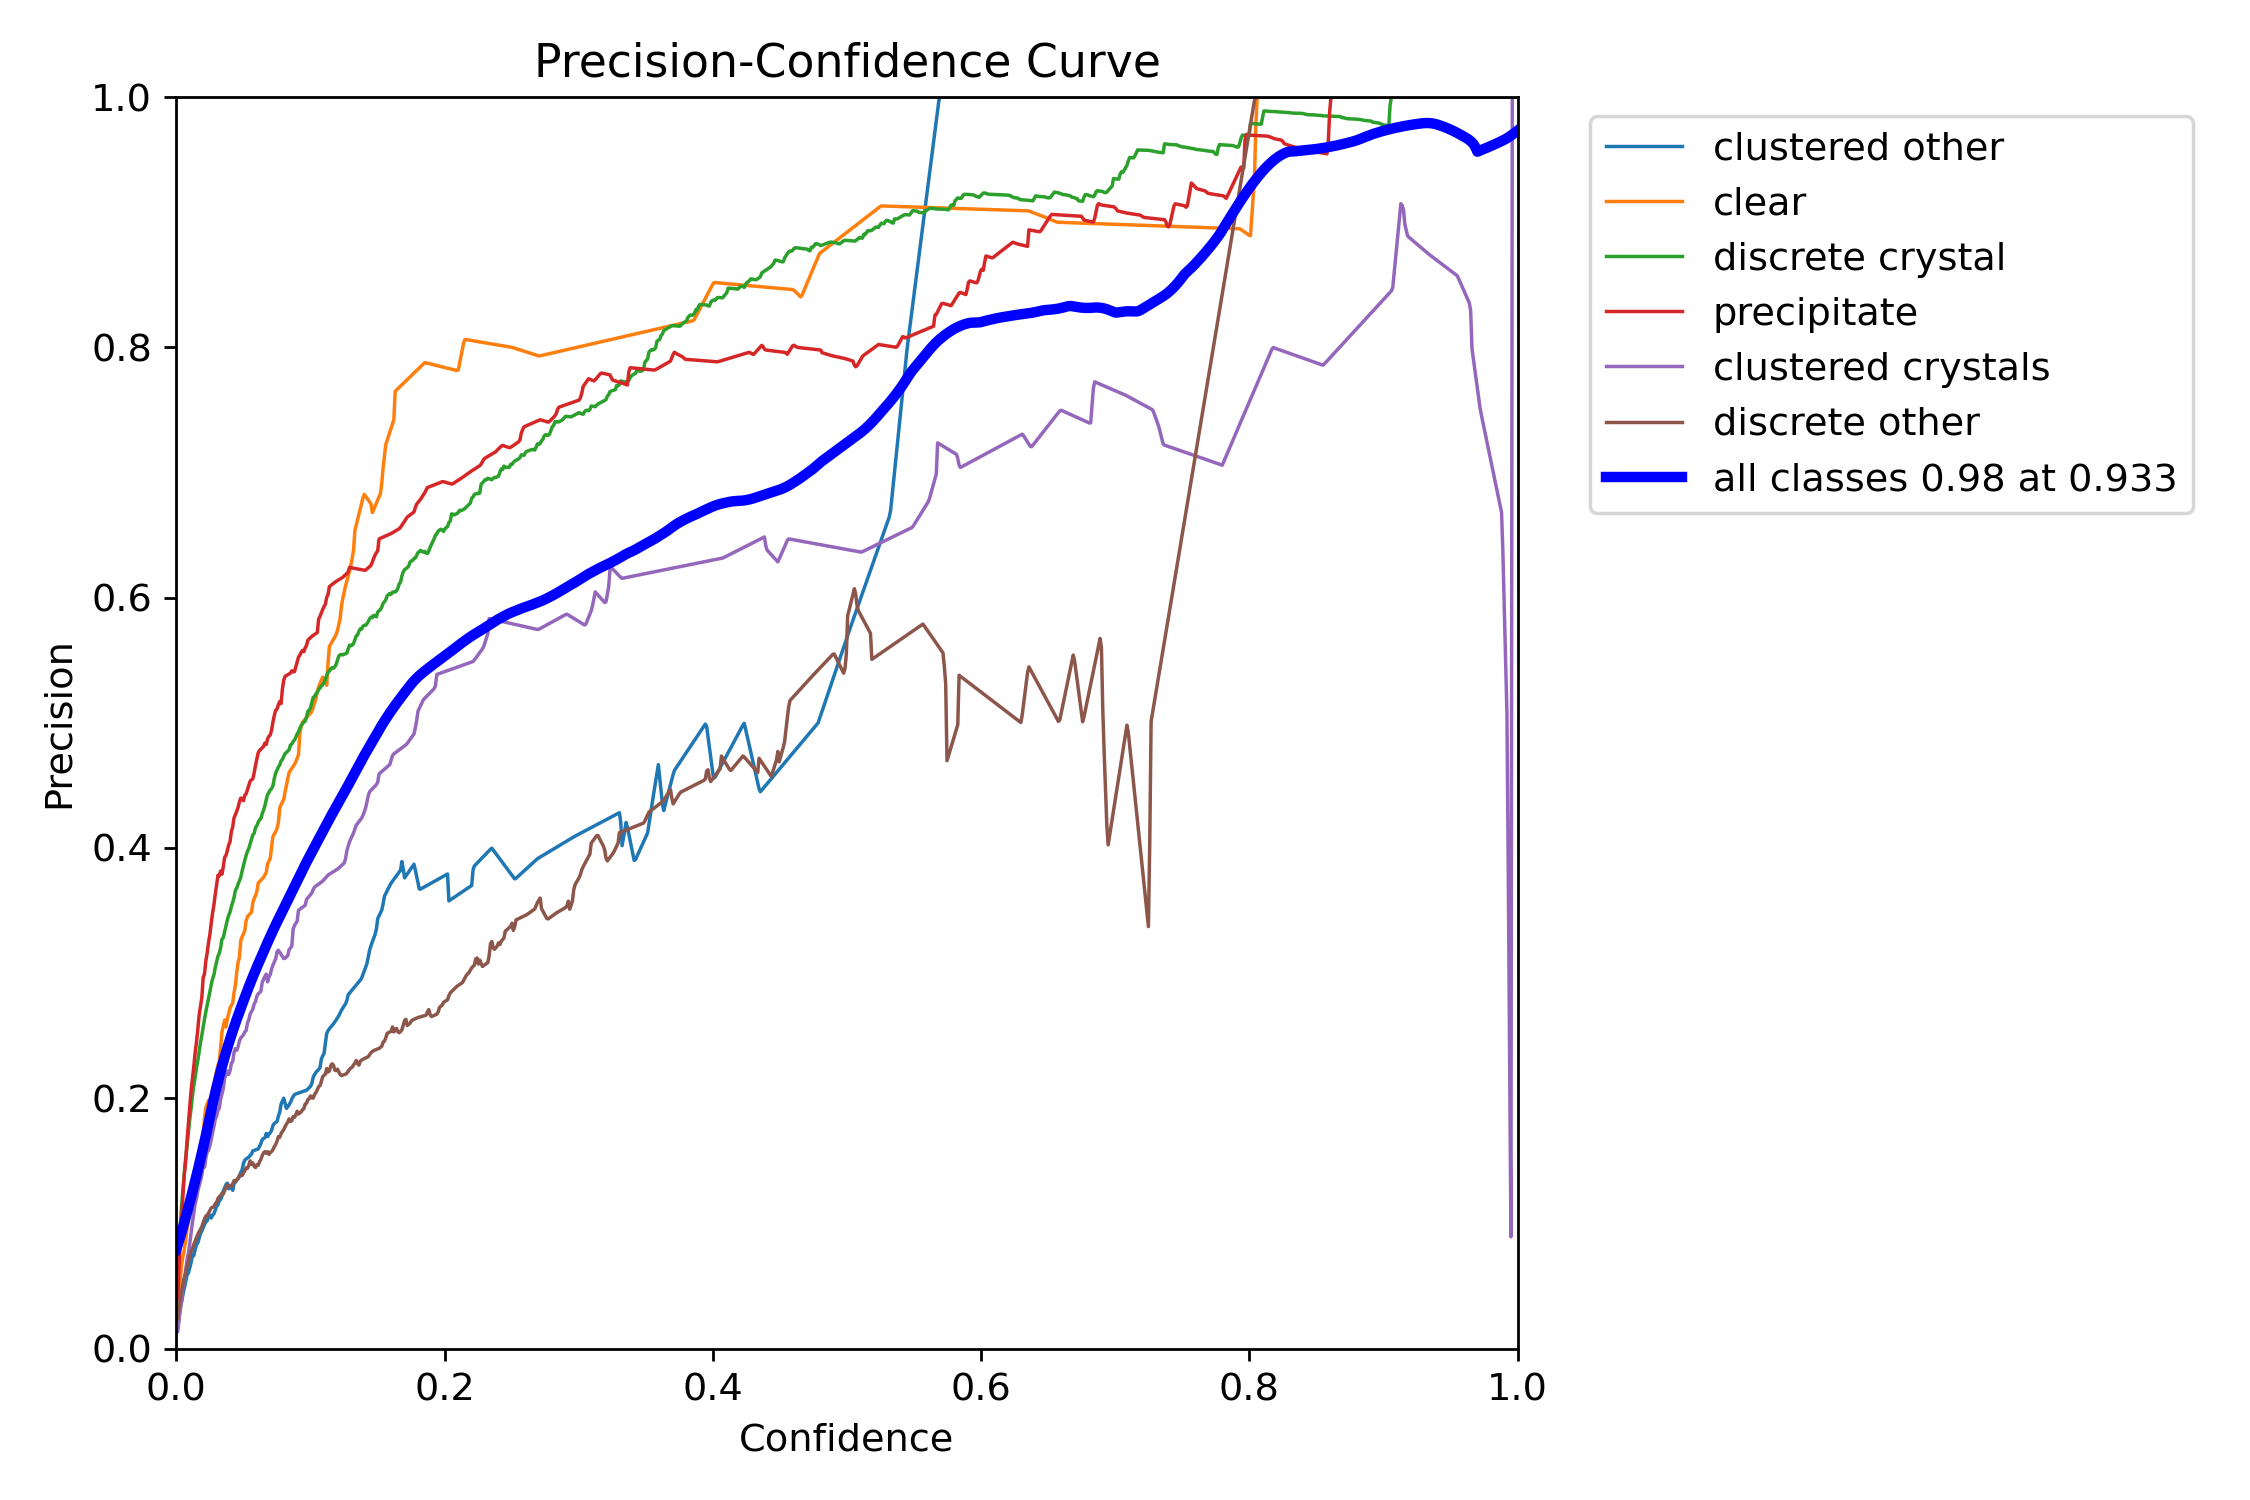 Precision-Confidence Curve
1.0
0.8
0.6
0.4
0.2
0.0
Precision
0.0 0.2 0.4 0.6 0.8 1.0
Confidence
clustered other
clear
discrete crystal
precipitate
clustered crystals
discrete other
all classes 0.98 at 0.933